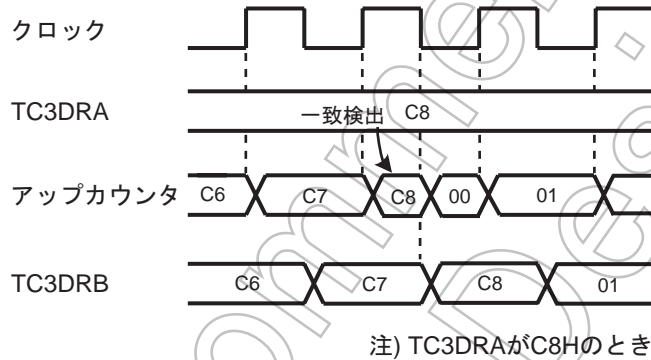 クロック
TC3DRA
一致検出 C8
アップカウンタ C6 C7 C8 00 01
TC3DRB C6 C7 C8 01
注) TC3DRAがC8Hのとき